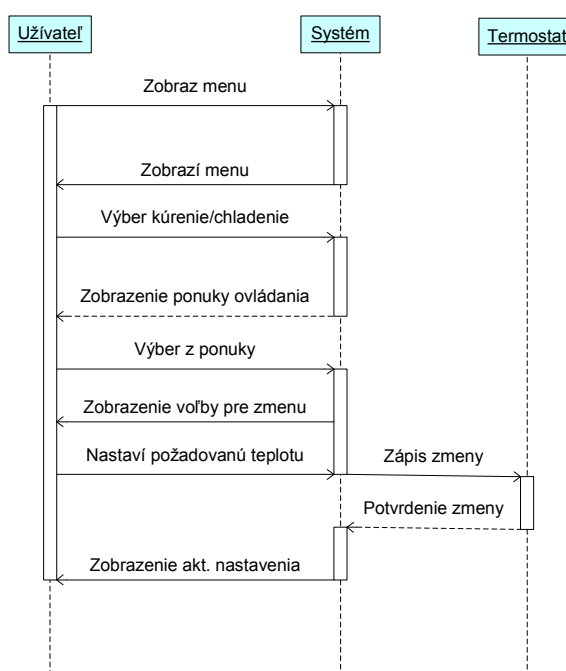 Užívateľ
Systém
Termostat
Zobraz menu
Zobrazí menu
Výber kúrenie/chladenie
Zobrazenie ponuky ovládania
Výber z ponuky
Zobrazenie voľby pre zmenu
Nastaví požadovanú teplotu
Zápis zmeny
Potvrdenie zmeny
Zobrazenie akt. nastavenia